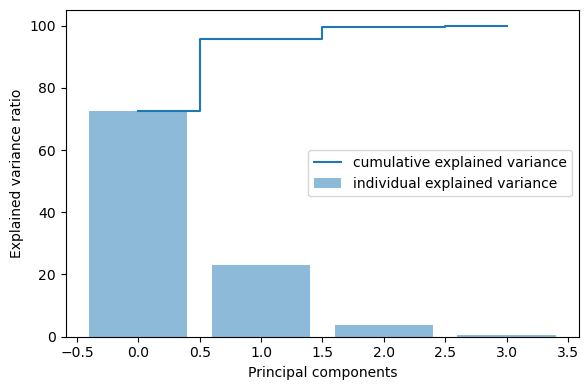 100
80
60
40
20
0
Explained variance ratio
cumulative explained variance
individual explained variance
−0.5 0.0 0.5 1.0 1.5 2.0 2.5 3.0 3.5
Principal components